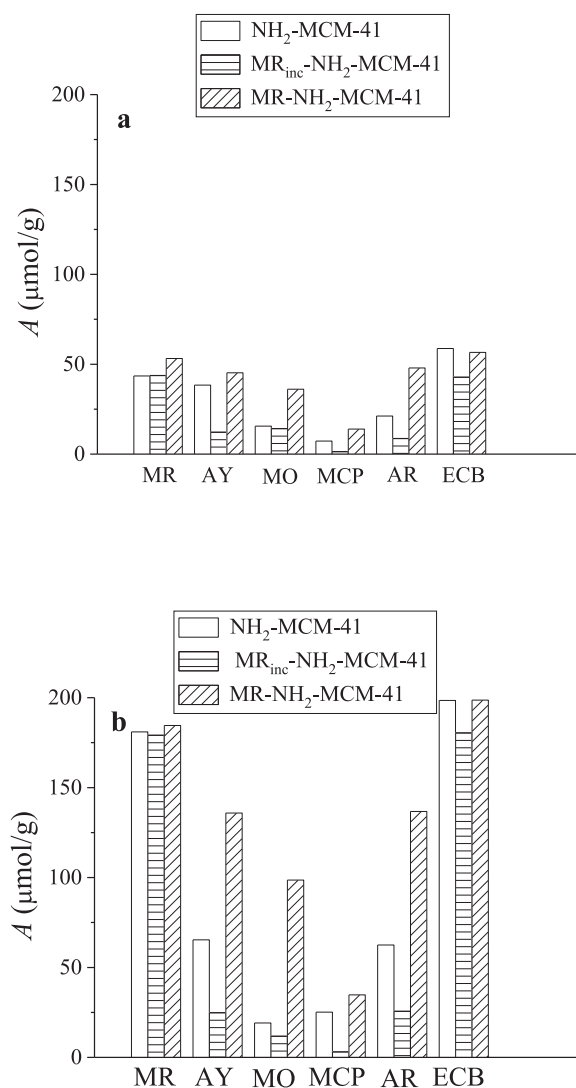 NH₂-MCM-41
MRinc-NH₂-MCM-41
MR-NH₂-MCM-41
a
200
150
100
50
0
A (μmol/g)
MR AY MO MCP AR ECB
NH₂-MCM-41
MRinc-NH₂-MCM-41
MR-NH₂-MCM-41
b
200
150
100
50
0
A (μmol/g)
MR AY MO MCP AR ECB